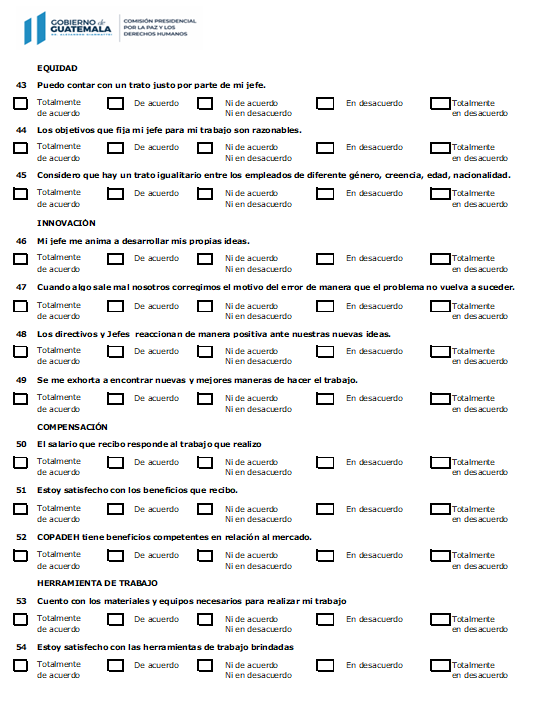 GOBIERNO de
GUATEMALA
COMISIÓN PRESIDENCIAL
POR LA PAZ Y LOS
DERECHOS HUMANOS
EQUIDAD
43 Puedo contar con un trato justo por parte de mi jefe.
Totalmente De acuerdo Ni de acuerdo En desacuerdo Totalmente
de acuerdo Ni en desacuerdo en desacuerdo
44 Los objetivos que fija mi jefe para mi trabajo son razonables.
Totalmente De acuerdo Ni de acuerdo En desacuerdo Totalmente
de acuerdo Ni en desacuerdo en desacuerdo
45 Considero que hay un trato igualitario entre los empleados de diferente género, creencia, edad, nacionalidad.
Totalmente De acuerdo Ni de acuerdo En desacuerdo Totalmente
de acuerdo Ni en desacuerdo en desacuerdo
INNOVACIÓN
46 Mi jefe me anima a desarrollar mis propias ideas.
Totalmente De acuerdo Ni de acuerdo En desacuerdo Totalmente
de acuerdo Ni en desacuerdo en desacuerdo
47 Cuando algo sale mal nosotros corregimos el motivo del error de manera que el problema no vuelva a suceder.
Totalmente De acuerdo Ni de acuerdo En desacuerdo Totalmente
de acuerdo Ni en desacuerdo en desacuerdo
48 Los directivos y Jefes reaccionan de manera positiva ante nuestras nuevas ideas.
Totalmente De acuerdo Ni de acuerdo En desacuerdo Totalmente
de acuerdo Ni en desacuerdo en desacuerdo
49 Se me exhorta a encontrar nuevas y mejores maneras de hacer el trabajo.
Totalmente De acuerdo Ni de acuerdo En desacuerdo Totalmente
de acuerdo Ni en desacuerdo en desacuerdo
COMPENSACIÓN
50 El salario que recibo responde al trabajo que realizo
Totalmente De acuerdo Ni de acuerdo En desacuerdo Totalmente
de acuerdo Ni en desacuerdo en desacuerdo
51 Estoy satisfecho con los beneficios que recibo.
Totalmente De acuerdo Ni de acuerdo En desacuerdo Totalmente
de acuerdo Ni en desacuerdo en desacuerdo
52 COPADEH tiene beneficios competentes en relación al mercado.
Totalmente De acuerdo Ni de acuerdo En desacuerdo Totalmente
de acuerdo Ni en desacuerdo en desacuerdo
HERRAMIENTA DE TRABAJO
53 Cuento con los materiales y equipos necesarios para realizar mi trabajo
Totalmente De acuerdo Ni de acuerdo En desacuerdo Totalmente
de acuerdo Ni en desacuerdo en desacuerdo
54 Estoy satisfecho con las herramientas de trabajo brindadas
Totalmente De acuerdo Ni de acuerdo En desacuerdo Totalmente
de acuerdo Ni en desacuerdo en desacuerdo